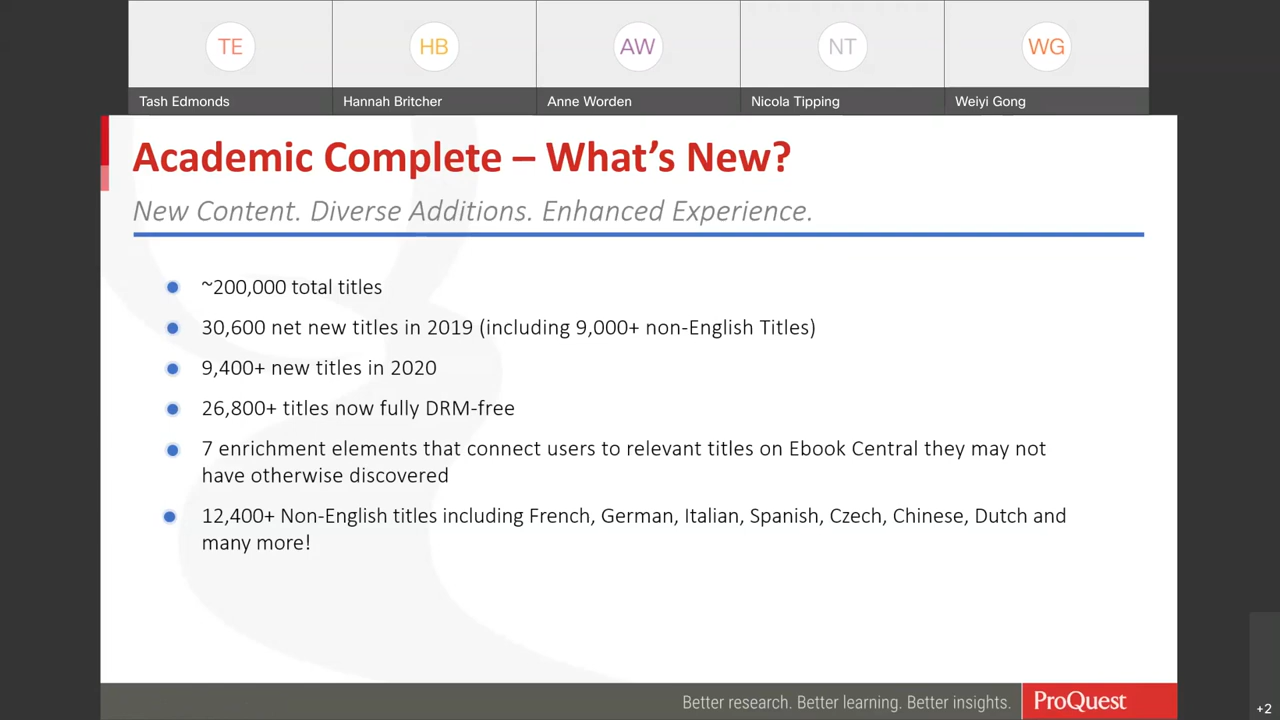 TE
HB
AW
NT
WG
Tash Edmonds
Hannah Britcher
Anne Worden
Nicola Tipping
Weiyi Gong
Academic Complete – What's New?
New Content. Diverse Additions. Enhanced Experience.
~200,000 total titles
30,600 net new titles in 2019 (including 9,000+ non-English Titles)
9,400+ new titles in 2020
26,800+ titles now fully DRM-free
7 enrichment elements that connect users to relevant titles on Ebook Central they may not
have otherwise discovered
12,400+ Non-English titles including French, German, Italian, Spanish, Czech, Chinese, Dutch and
many more!
Better research. Better learning. Better insights.
ProQuest
+2